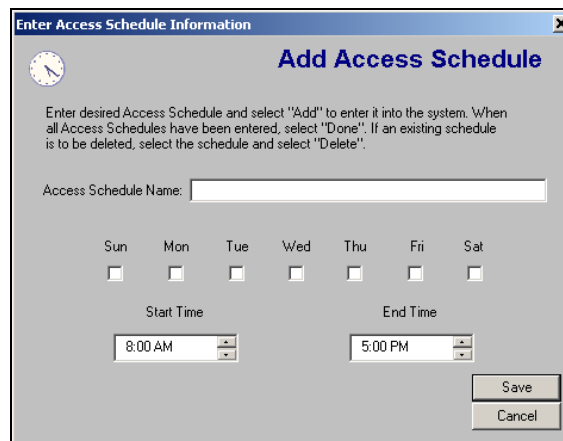 Enter Access Schedule Information
Add Access Schedule
Enter desired Access Schedule and select "Add" to enter it into the system. When
all Access Schedules have been entered, select "Done". If an existing schedule
is to be deleted, select the schedule and select "Delete".
Access Schedule Name:
Sun Mon Tue Wed Thu Fri Sat
Start Time End Time
8:00 AM 5:00 PM
Save
Cancel